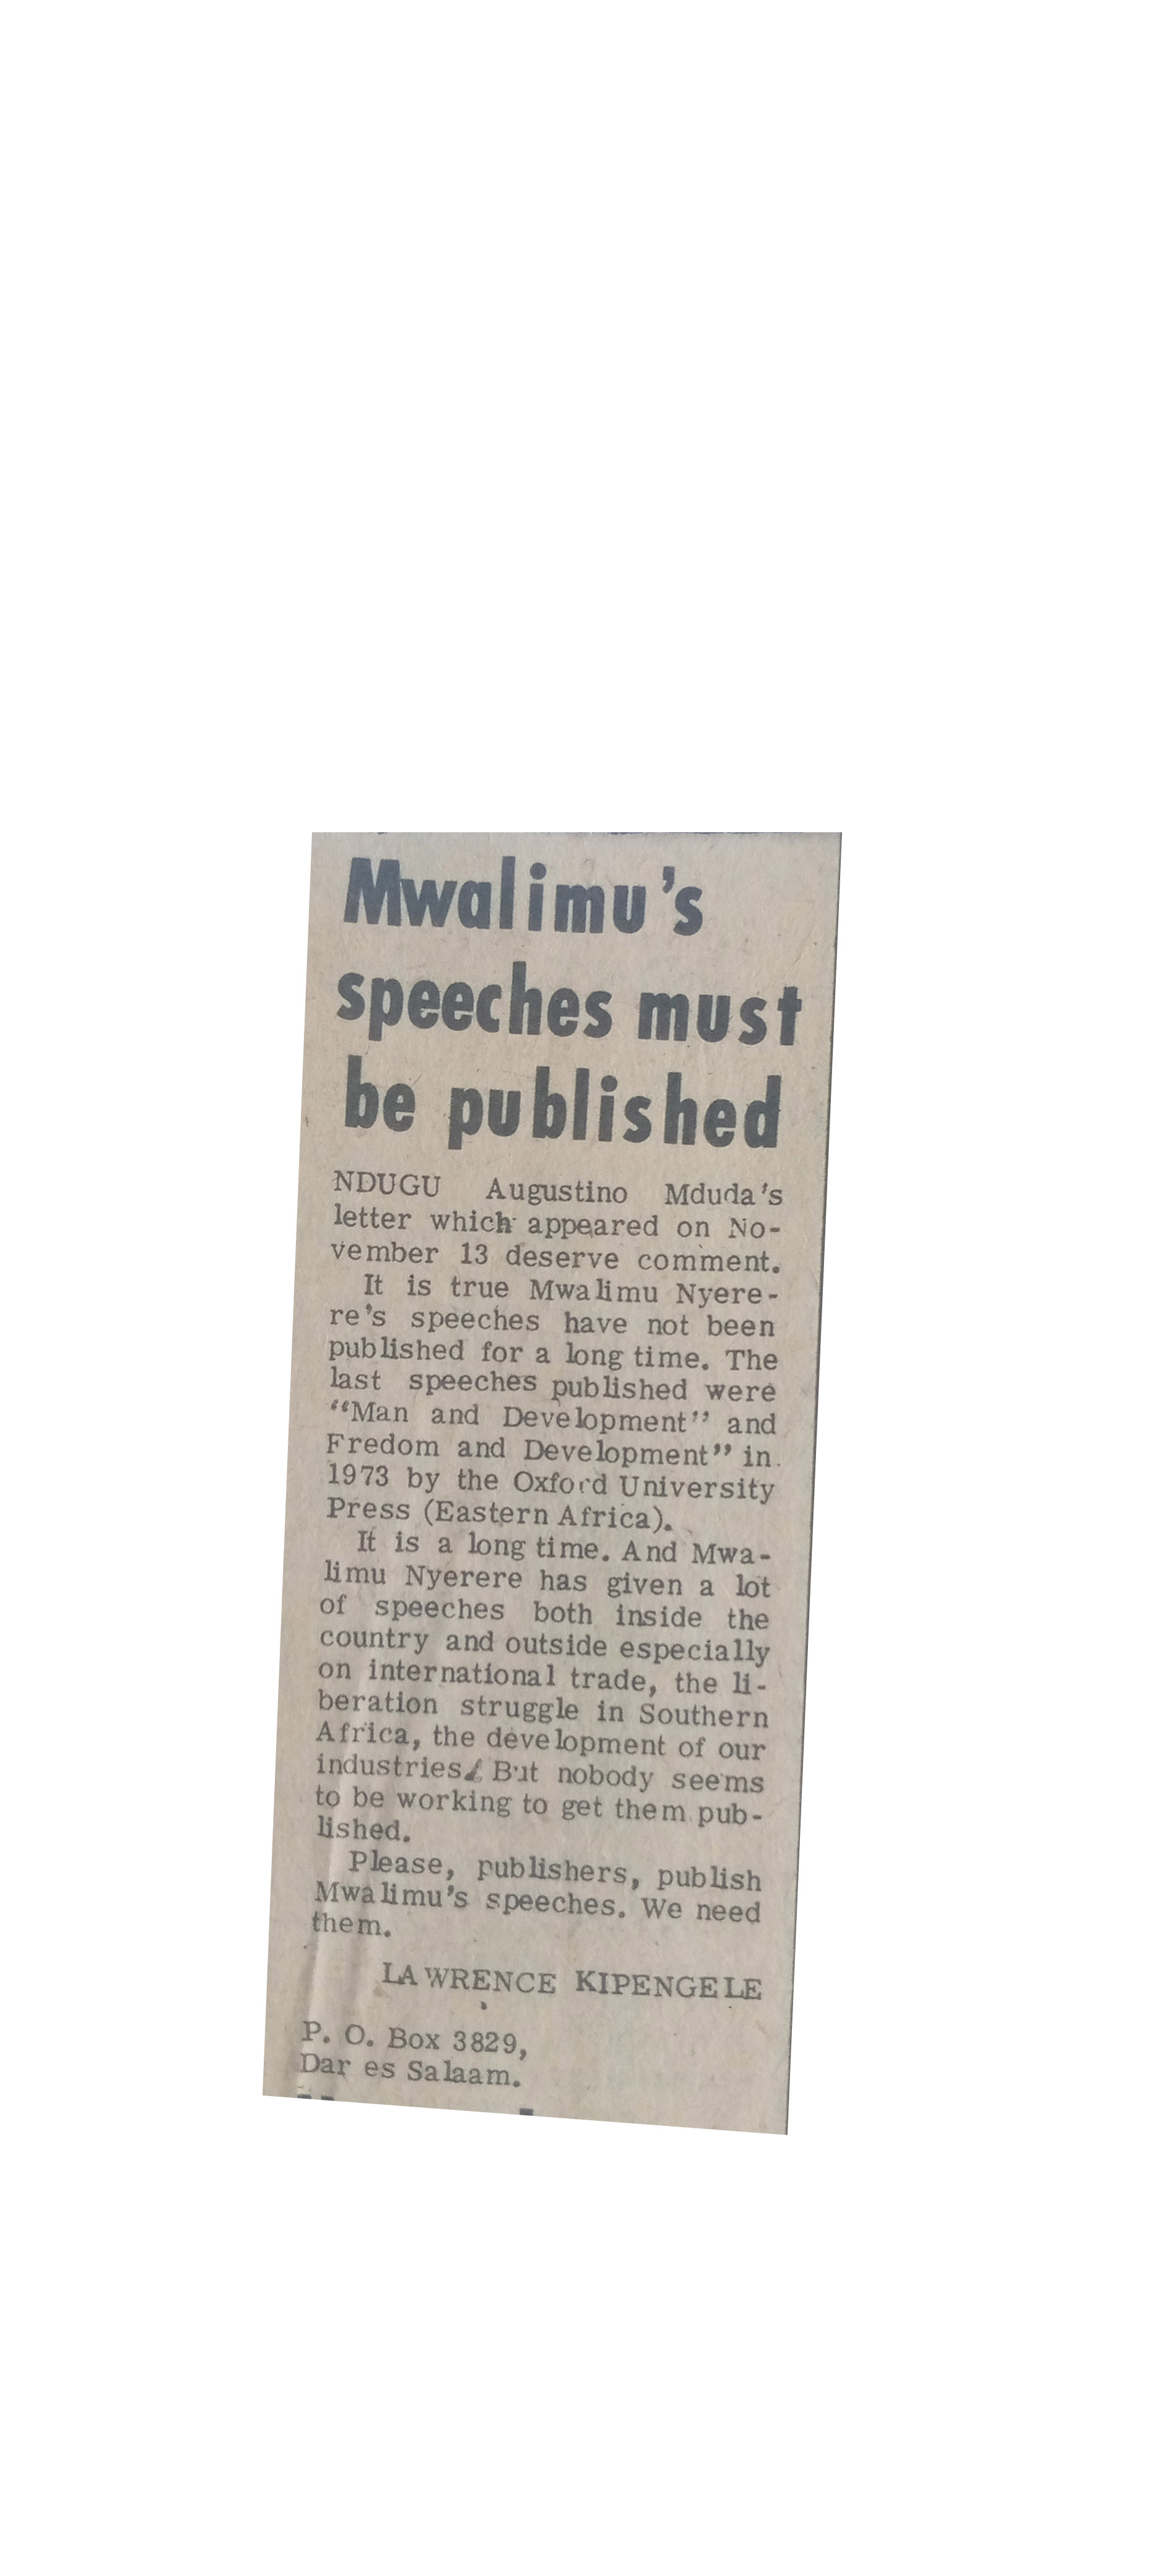 Mwalimu's
speeches must
be published
NDUGU Augustino Mduda's
letter which appeared on No-
vember 13 deserve comment.
It is true Mwalimu Nyere-
re's speeches have not been
published for a long time. The
last speeches published were
“Man and Development” and
Fredom and Development” in
1973 by the Oxford University
Press (Eastern Africa).
It is a long time. And Mwa-
limu Nyerere has given a lot
of speeches both inside the
country and outside especially
on international trade, the li-
beration struggle in Southern
Africa, the development of our
industries. But nobody seems
to be working to get them pub-
lished.
Please, publishers, publish
Mwalimu's speeches. We need
them.
LAWRENCE KIPENGELE
P. O. Box 3829,
Dar es Salaam.